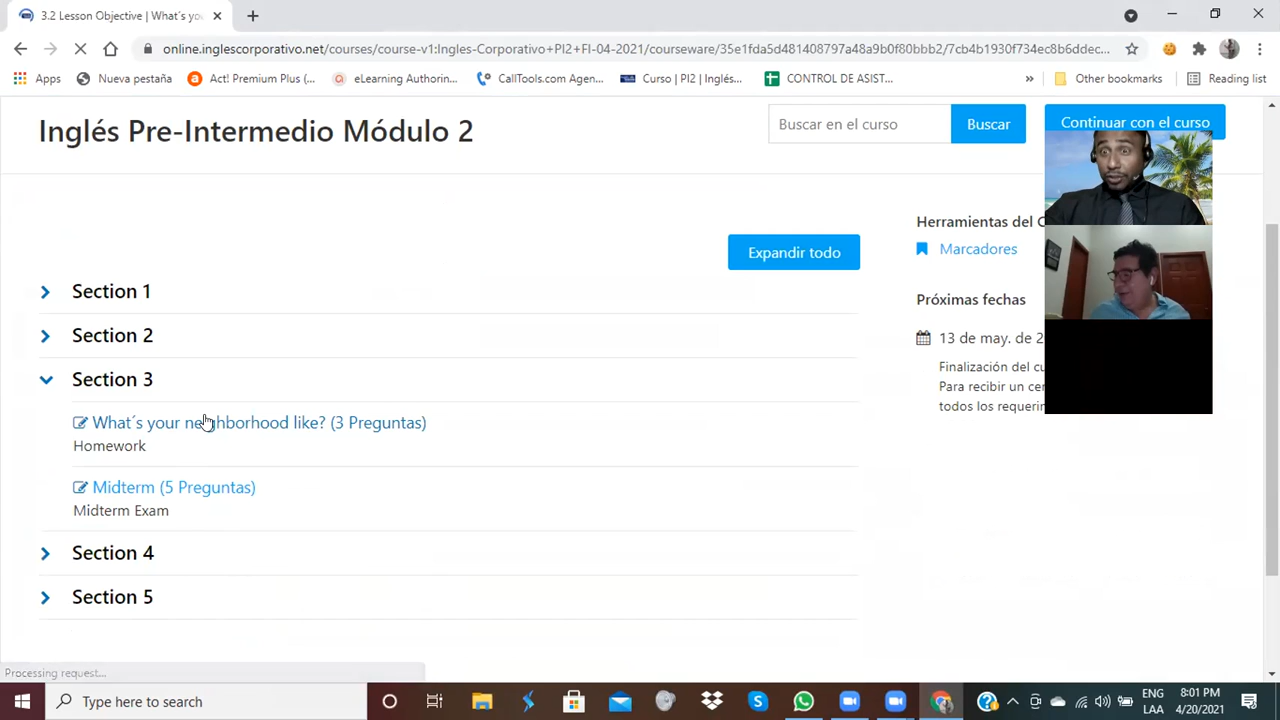 3.2 Lesson Objective | What´s yo
online.inglescorporativo.net/courses/course-v1:Ingles-Corporativo+PI2+FI-04-2021/courseware/35e1fda5d481408797a48a9b0f80bbb2/7cb4b1930f734ec8b6ddec...
Apps
Nueva pestaña
Act! Premium Plus (...
eLearning Authorin...
CallTools.com Agen...
Curso | PI2 | Inglés...
CONTROL DE ASIST...
»
Other bookmarks
Reading list
Inglés Pre-Intermedio Módulo 2
Buscar en el curso
Buscar
Continuar con el curso
Herramientas del C
Expandir todo
Marcadores
Section 1
Próximas fechas
Section 2
13 de may. de 2
Finalización del cu
Section 3
Para recibir un cer
todos los requerin
What´s your neighborhood like? (3 Preguntas)
Homework
Midterm (5 Preguntas)
Midterm Exam
Section 4
Section 5
Processing request...
Type here to search
ENG
LAA
8:01 PM
4/20/2021